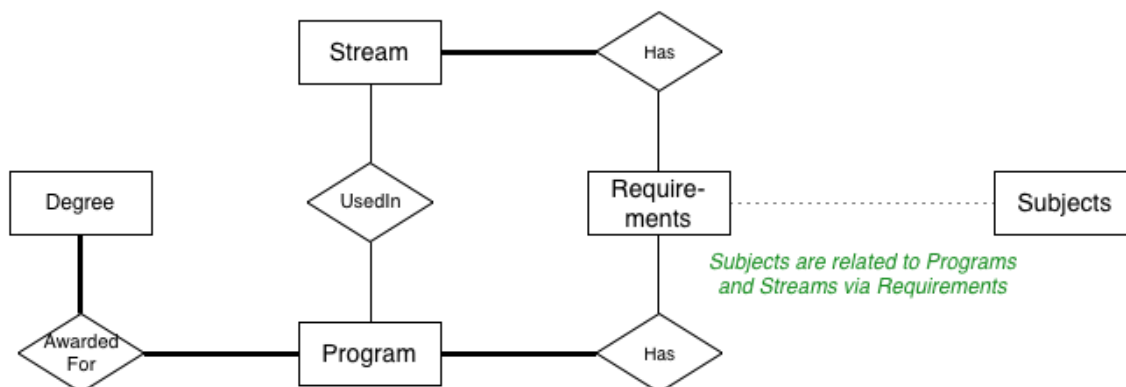 Stream
Has
Degree
UsedIn
Require-
ments
Subjects
Subjects are related to Programs
and Streams via Requirements
Awarded
For
Program
Has